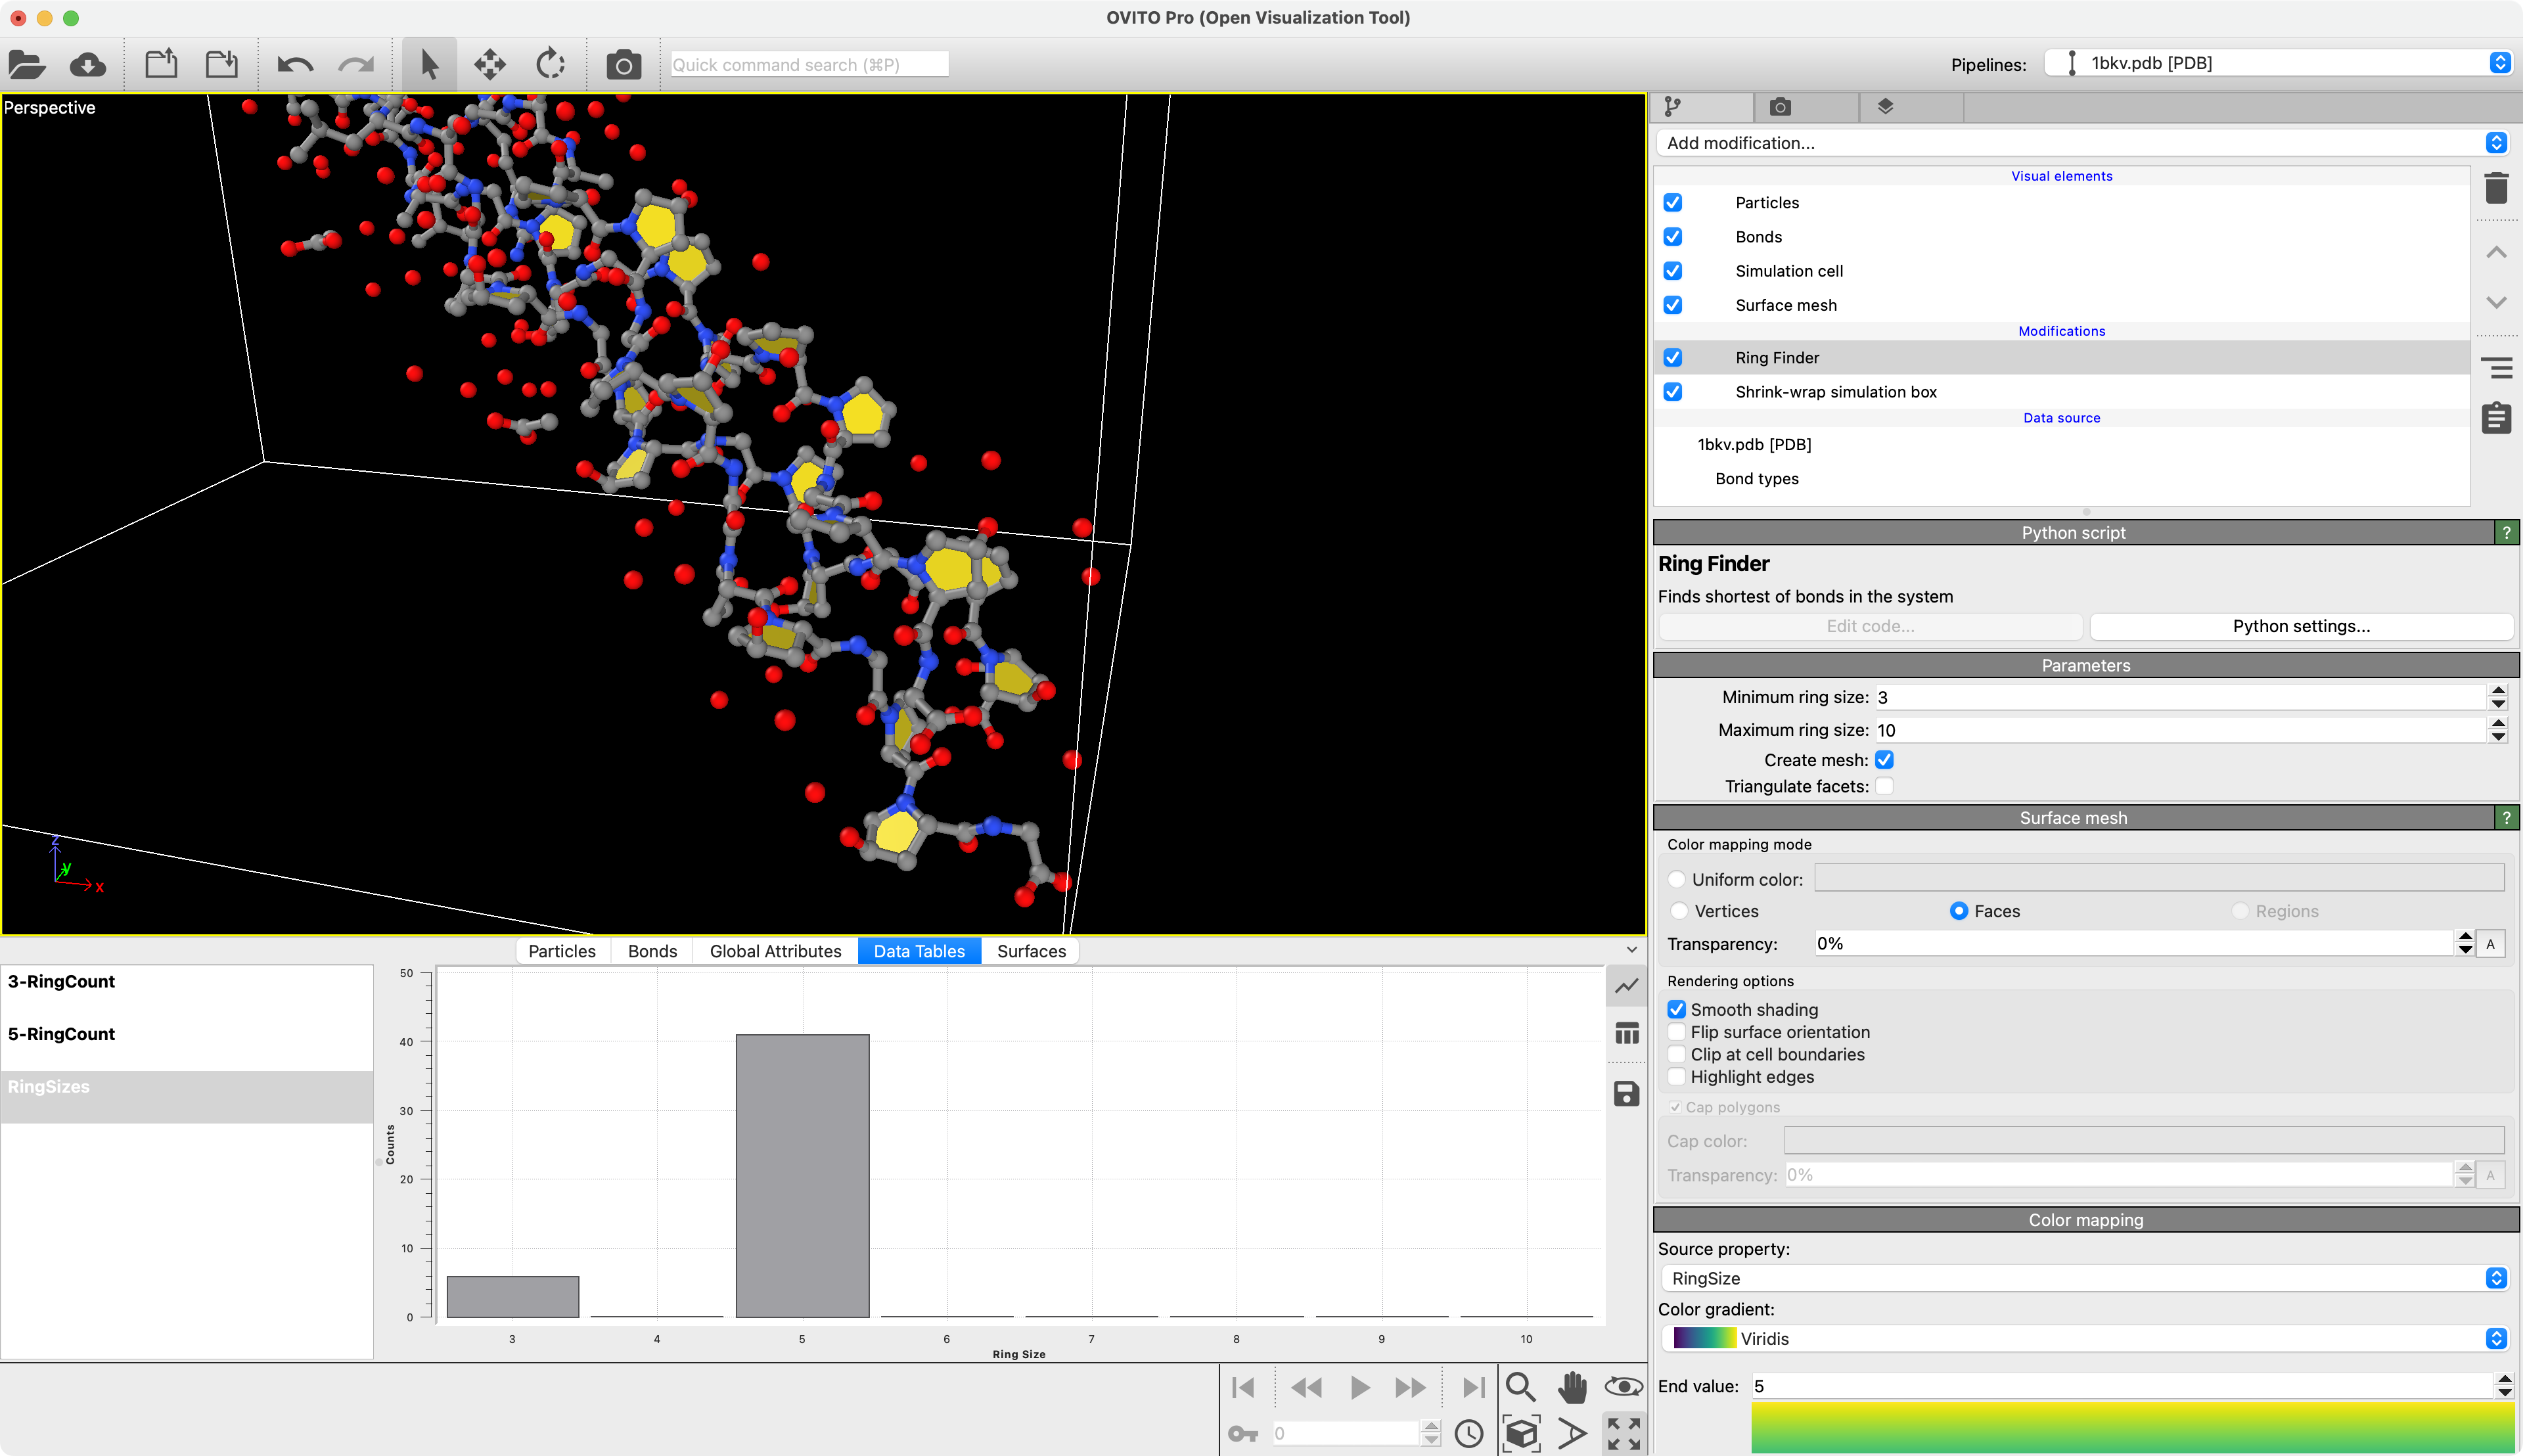 OVITO Pro (Open Visualization Tool)
Quick command search (⌘P)
Pipelines:
1bkv.pdb [PDB]
Perspective
z
y
x
Add modification...
Visual elements
Particles
Bonds
Simulation cell
Surface mesh
Modifications
Ring Finder
Shrink-wrap simulation box
Data source
1bkv.pdb [PDB]
Bond types
Python script
?
Ring Finder
Finds shortest of bonds in the system
Edit code...
Python settings...
Parameters
Minimum ring size: 3
Maximum ring size: 10
Create mesh:
Triangulate facets:
Surface mesh
?
Color mapping mode
Uniform color:
Vertices
Faces
Regions
Transparency: 0%
A
Rendering options
Smooth shading
Flip surface orientation
Clip at cell boundaries
Highlight edges
Cap polygons
Cap color:
Transparency: 0%
A
Color mapping
Source property:
RingSize
Color gradient:
Viridis
End value: 5
Particles
Bonds
Global Attributes
Data Tables
Surfaces
3-RingCount
5-RingCount
RingSizes
50
40
30
20
10
0
Counts
3
4
5
6
7
8
9
10
Ring Size
0